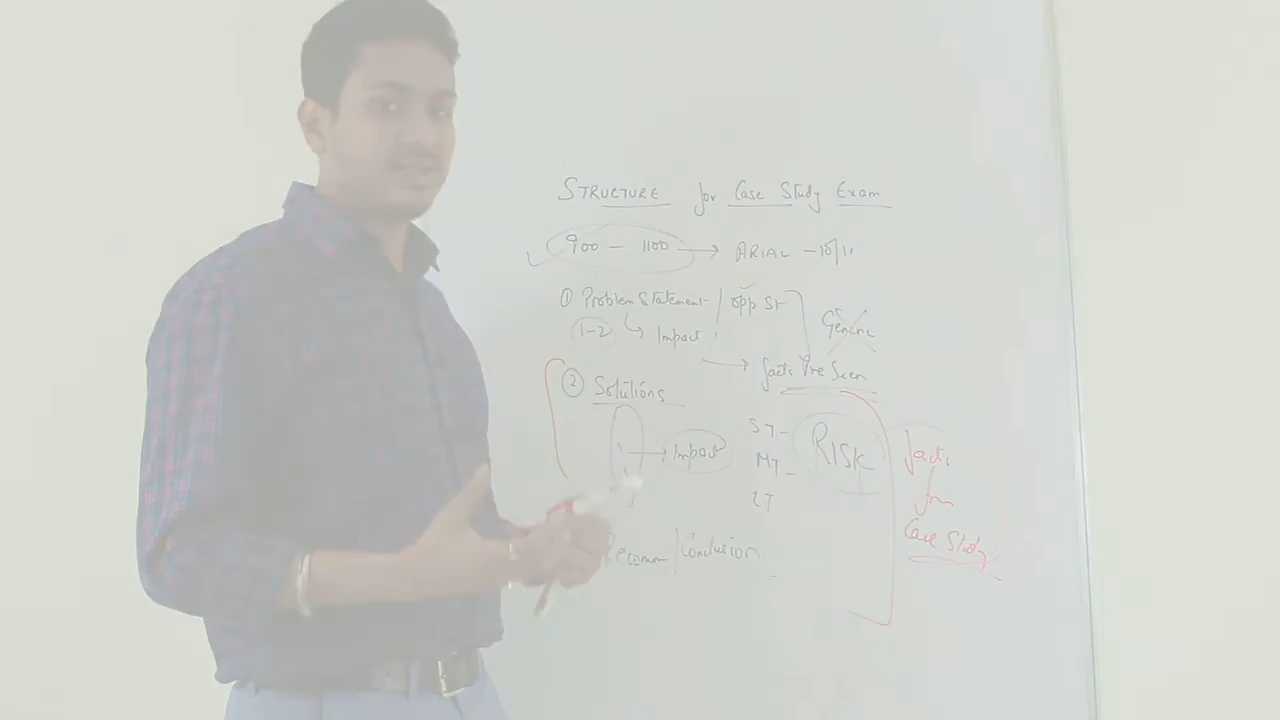 STRUCTURE for Case Study Exam
900 - 1100 → ARIAL - 10/11
① Problem Statement / opp St
1-2 ↳ Impact Generic
→ facts Pre Seen
② Solutions
→ Impact
ST-
MT-
LT
RISK
facts
from
Case Study
Recomm / Conclusion